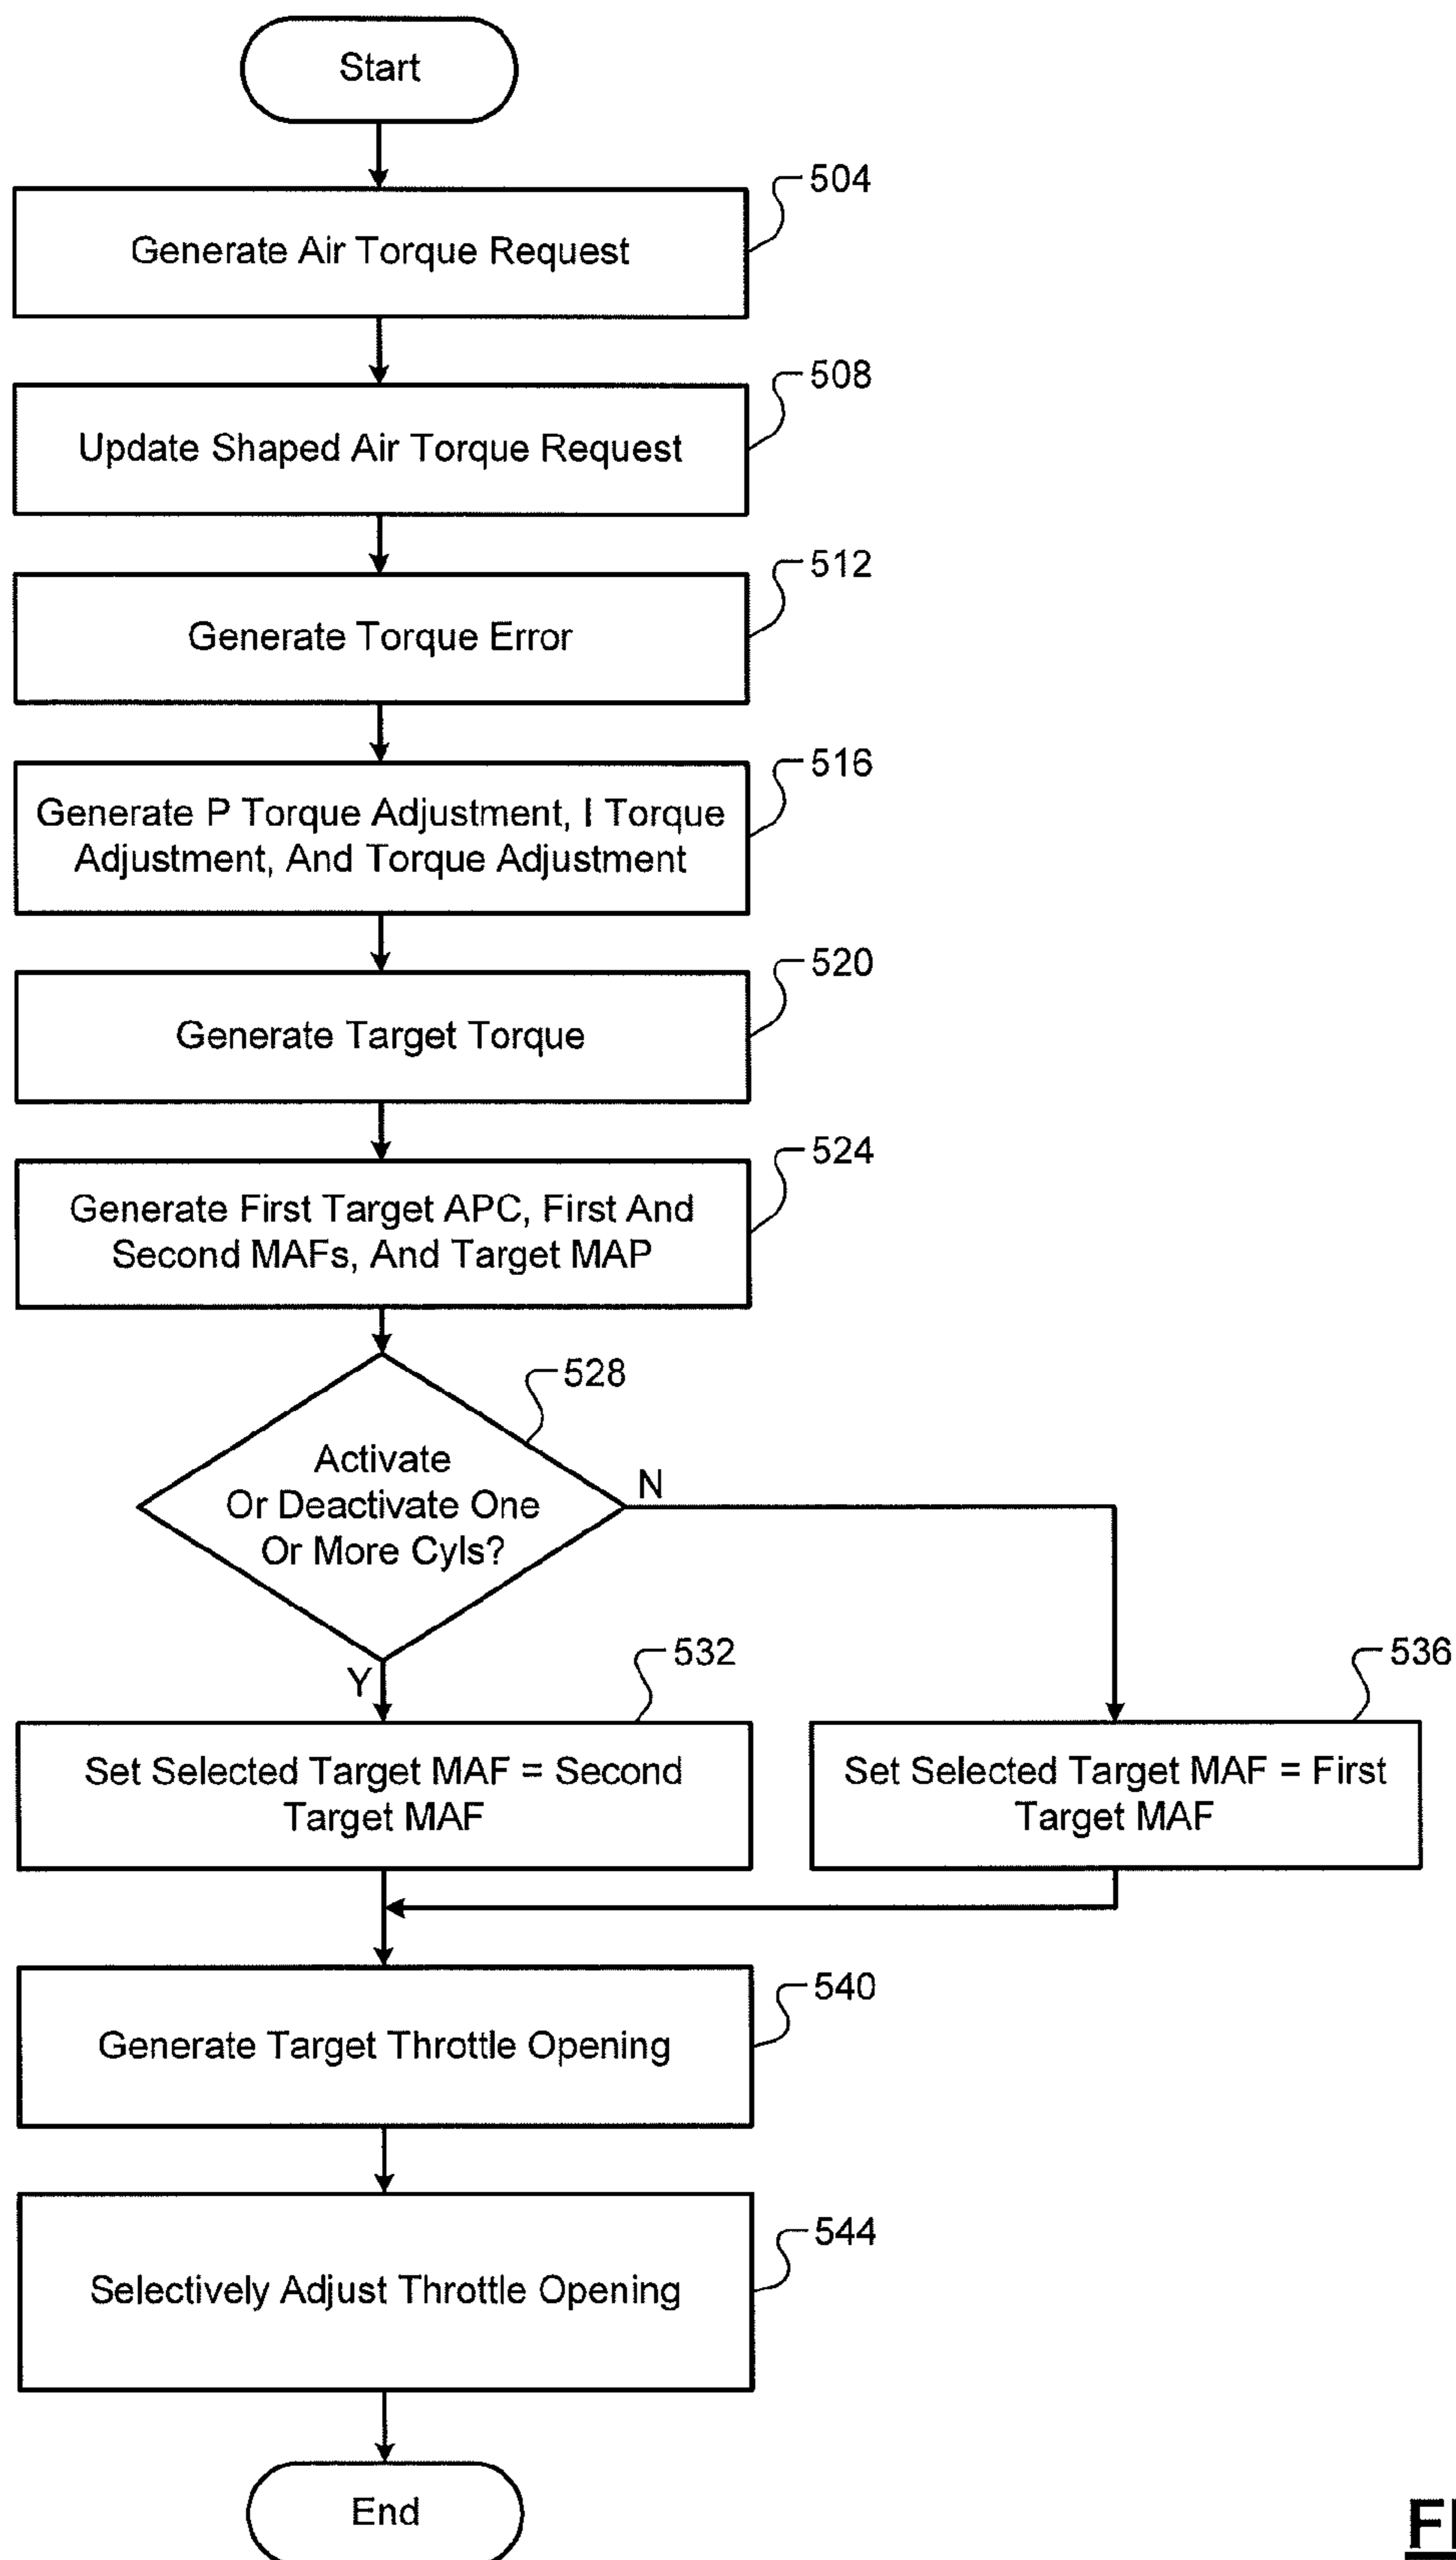 Start
504
Generate Air Torque Request
508
Update Shaped Air Torque Request
512
Generate Torque Error
516
Generate P Torque Adjustment, I Torque
Adjustment, And Torque Adjustment
520
Generate Target Torque
524
Generate First Target APC, First And
Second MAFs, And Target MAP
528
Activate
Or Deactivate One
Or More Cyls?
N
Y
532
536
Set Selected Target MAF = Second
Target MAF
Set Selected Target MAF = First
Target MAF
540
Generate Target Throttle Opening
544
Selectively Adjust Throttle Opening
End